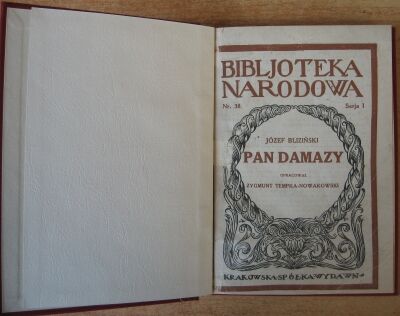 BIBLJOTEKA
NARODOWA
Nr. 38 Serja I
JÓZEF BLIZIŃSKI
PAN DAMAZY
OPRACOWAŁ
ZYGMUNT TEMPKA-NOWAKOWSKI
KRAKOWSKA·SPÓŁKA·WYDAWN·